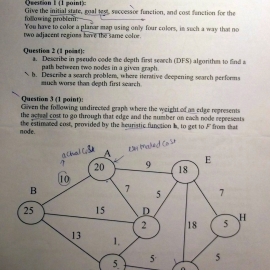 Question 1 (1 point):
Give the initial state, goal test, successor function, and cost function for the
following problem:
You have to color a planar map using only four colors, in such a way that no
two adjacent regions have the same color.
Question 2 (1 point):
a. Describe in pseudo code the depth first search (DFS) algorithm to find a
path between two nodes in a given graph.
b. Describe a search problem, where iterative deepening search performs
much worse than depth first search.
Question 3 (1 point):
Given the following undirected graph where the weight of an edge represents
the actual cost to go through that edge and the number on each node represents
the estimated cost, provided by the heuristic function h, to get to F from that
node.
actual cost
estimated cost
A
E
20
9
18
10
B
7
5
7
H
25
15
D
2
5
13
1
18
5
5